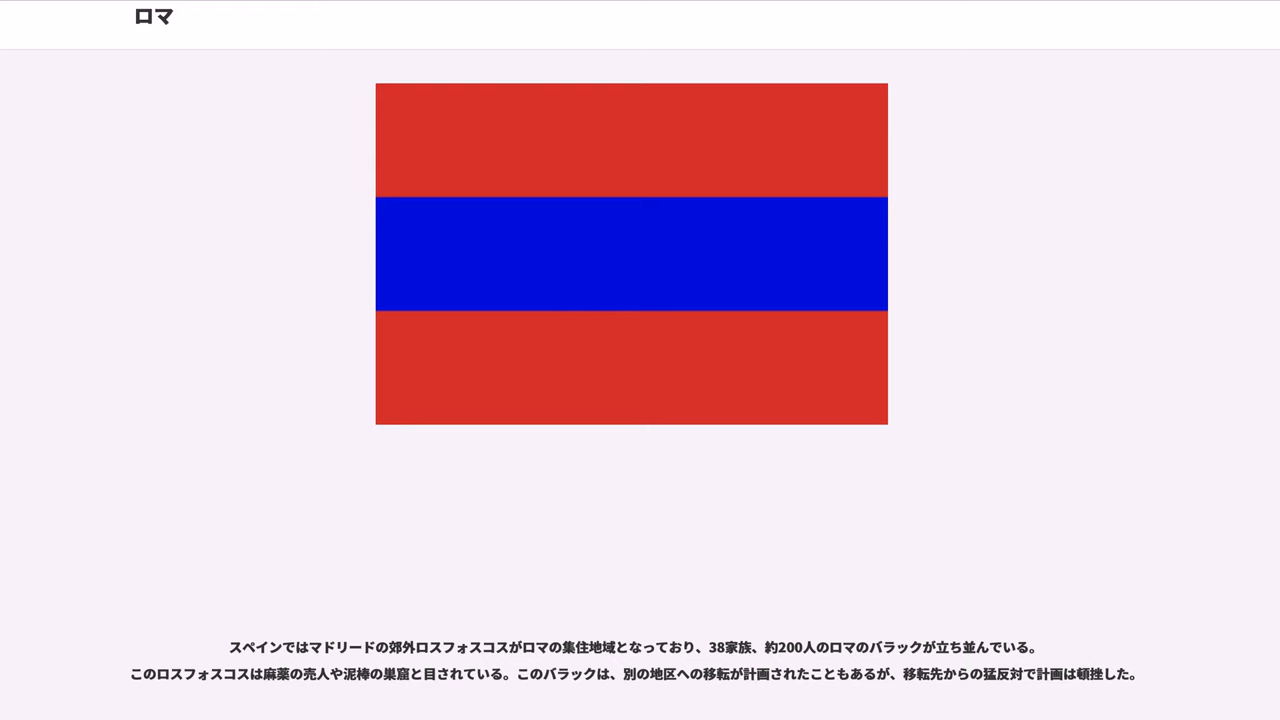 ロマ
スペインではマドリードの郊外ロスフォスコスがロマの集住地域となっており、38家族、約200人のロマのバラックが立ち並んでいる。
このロスフォスコスは麻薬の売人や泥棒の巣窟と目されている。このバラックは、別の地区への移転が計画されたこともあるが、移転先からの猛反対で計画は頓挫した。